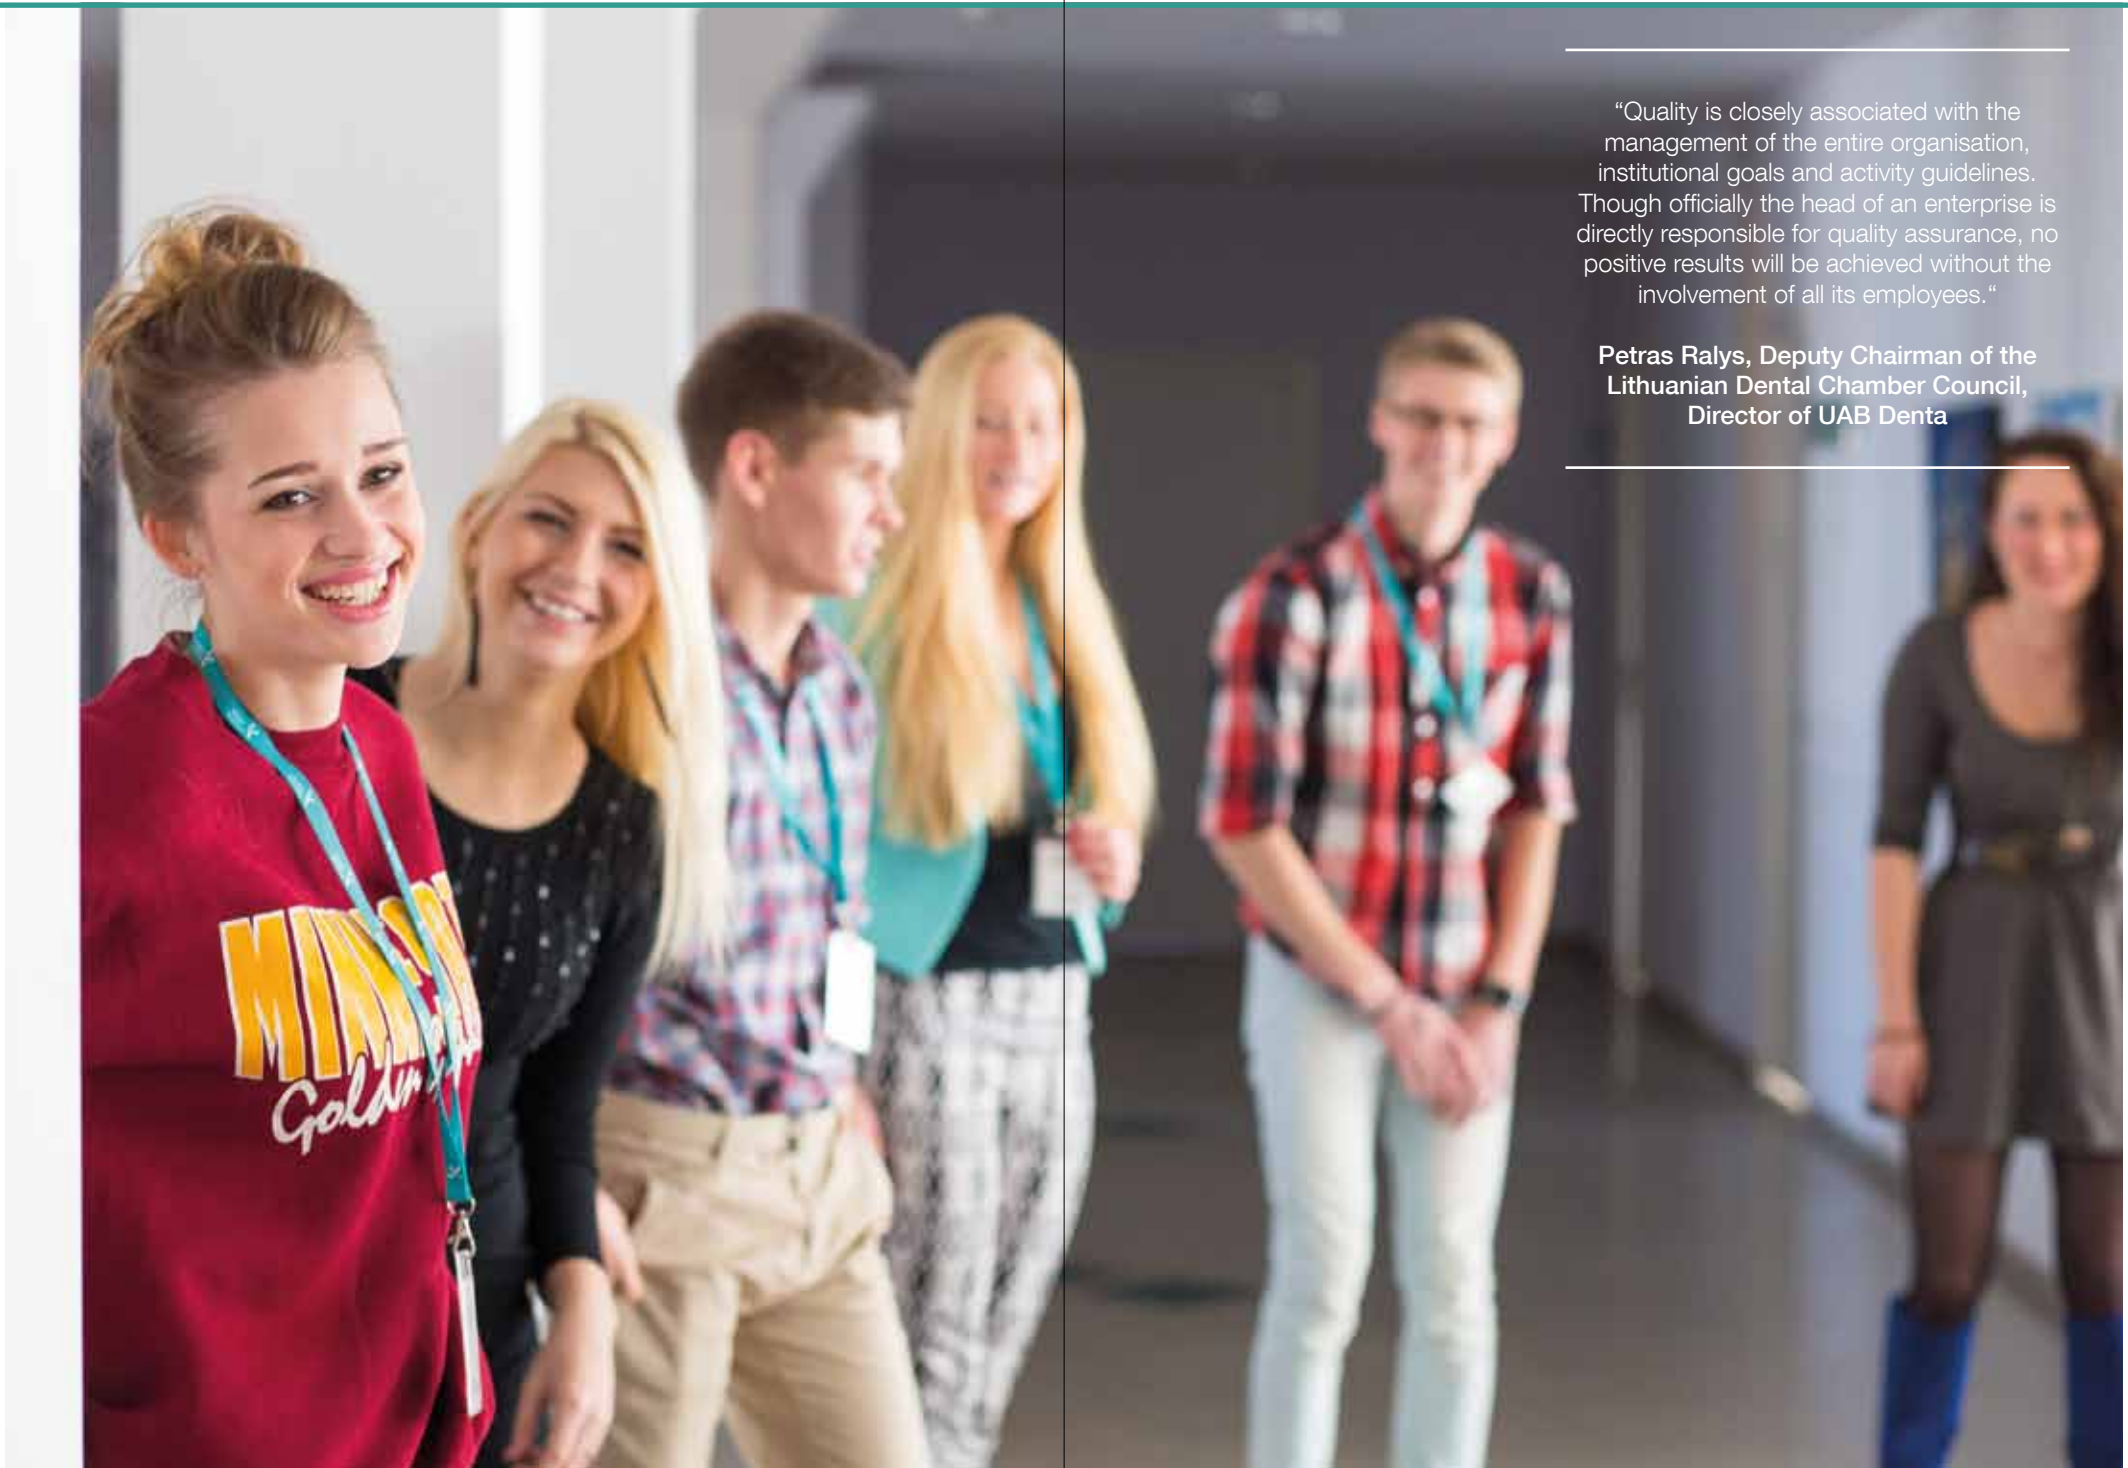 “Quality is closely associated with the
management of the entire organisation,
institutional goals and activity guidelines.
Though officially the head of an enterprise is
directly responsible for quality assurance, no
positive results will be achieved without the
involvement of all its employees.“
Petras Ralys, Deputy Chairman of the
Lithuanian Dental Chamber Council,
Director of UAB Denta